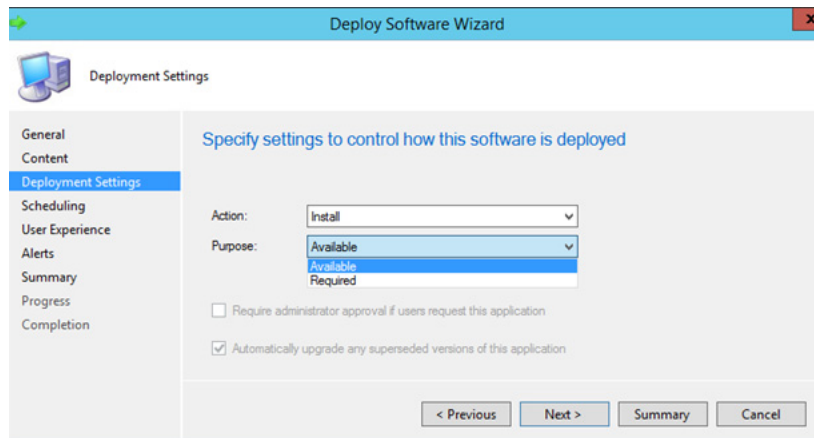 Deploy Software Wizard
x
Deployment Settings
General
Content
Deployment Settings
Scheduling
User Experience
Alerts
Summary
Progress
Completion
Specify settings to control how this software is deployed
Action: Install
Purpose: Available
Available
Required
Require administrator approval if users request this application
Automatically upgrade any superseded versions of this application
< Previous Next > Summary Cancel